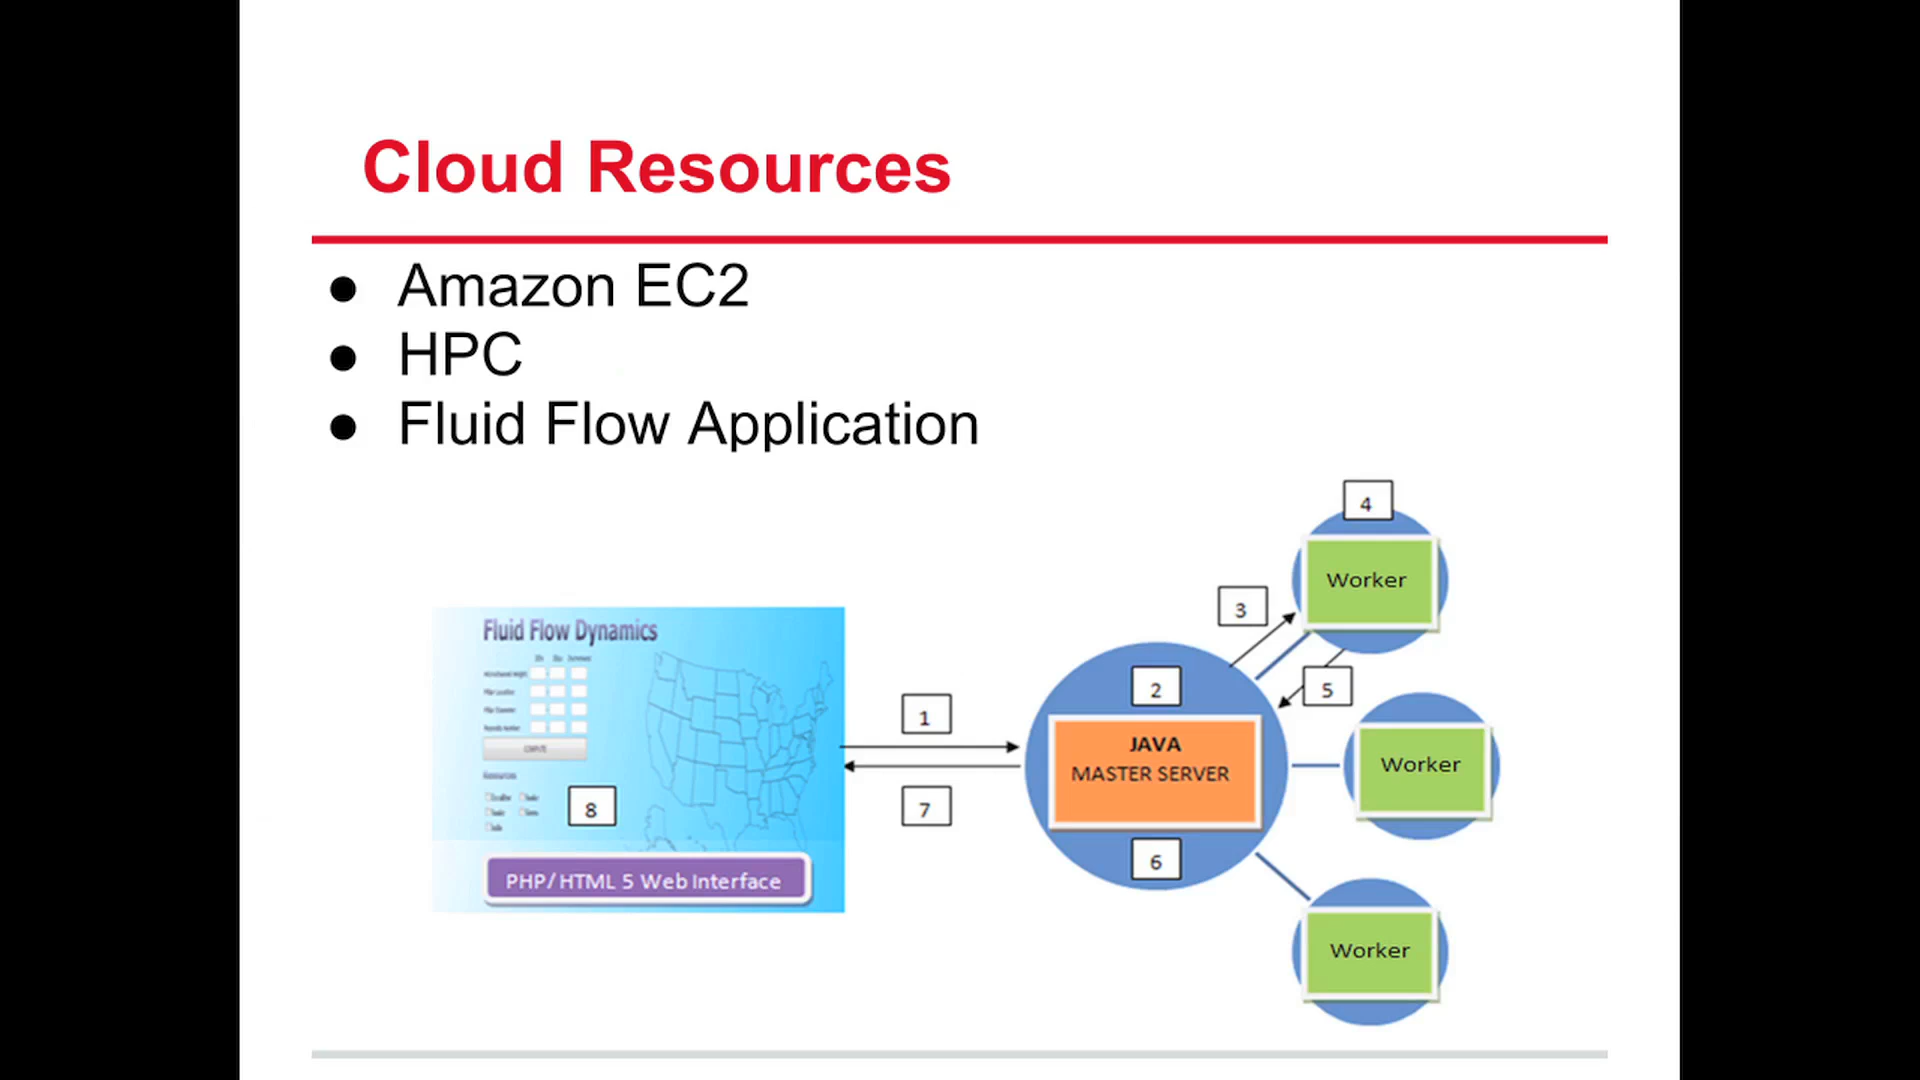 Cloud Resources
● Amazon EC2
● HPC
● Fluid Flow Application
4
Worker
3
Fluid Flow Dynamics
2
5
1
JAVA
MASTER SERVER
Worker
Resources
8
7
6
PHP/HTML 5 Web Interface
Worker